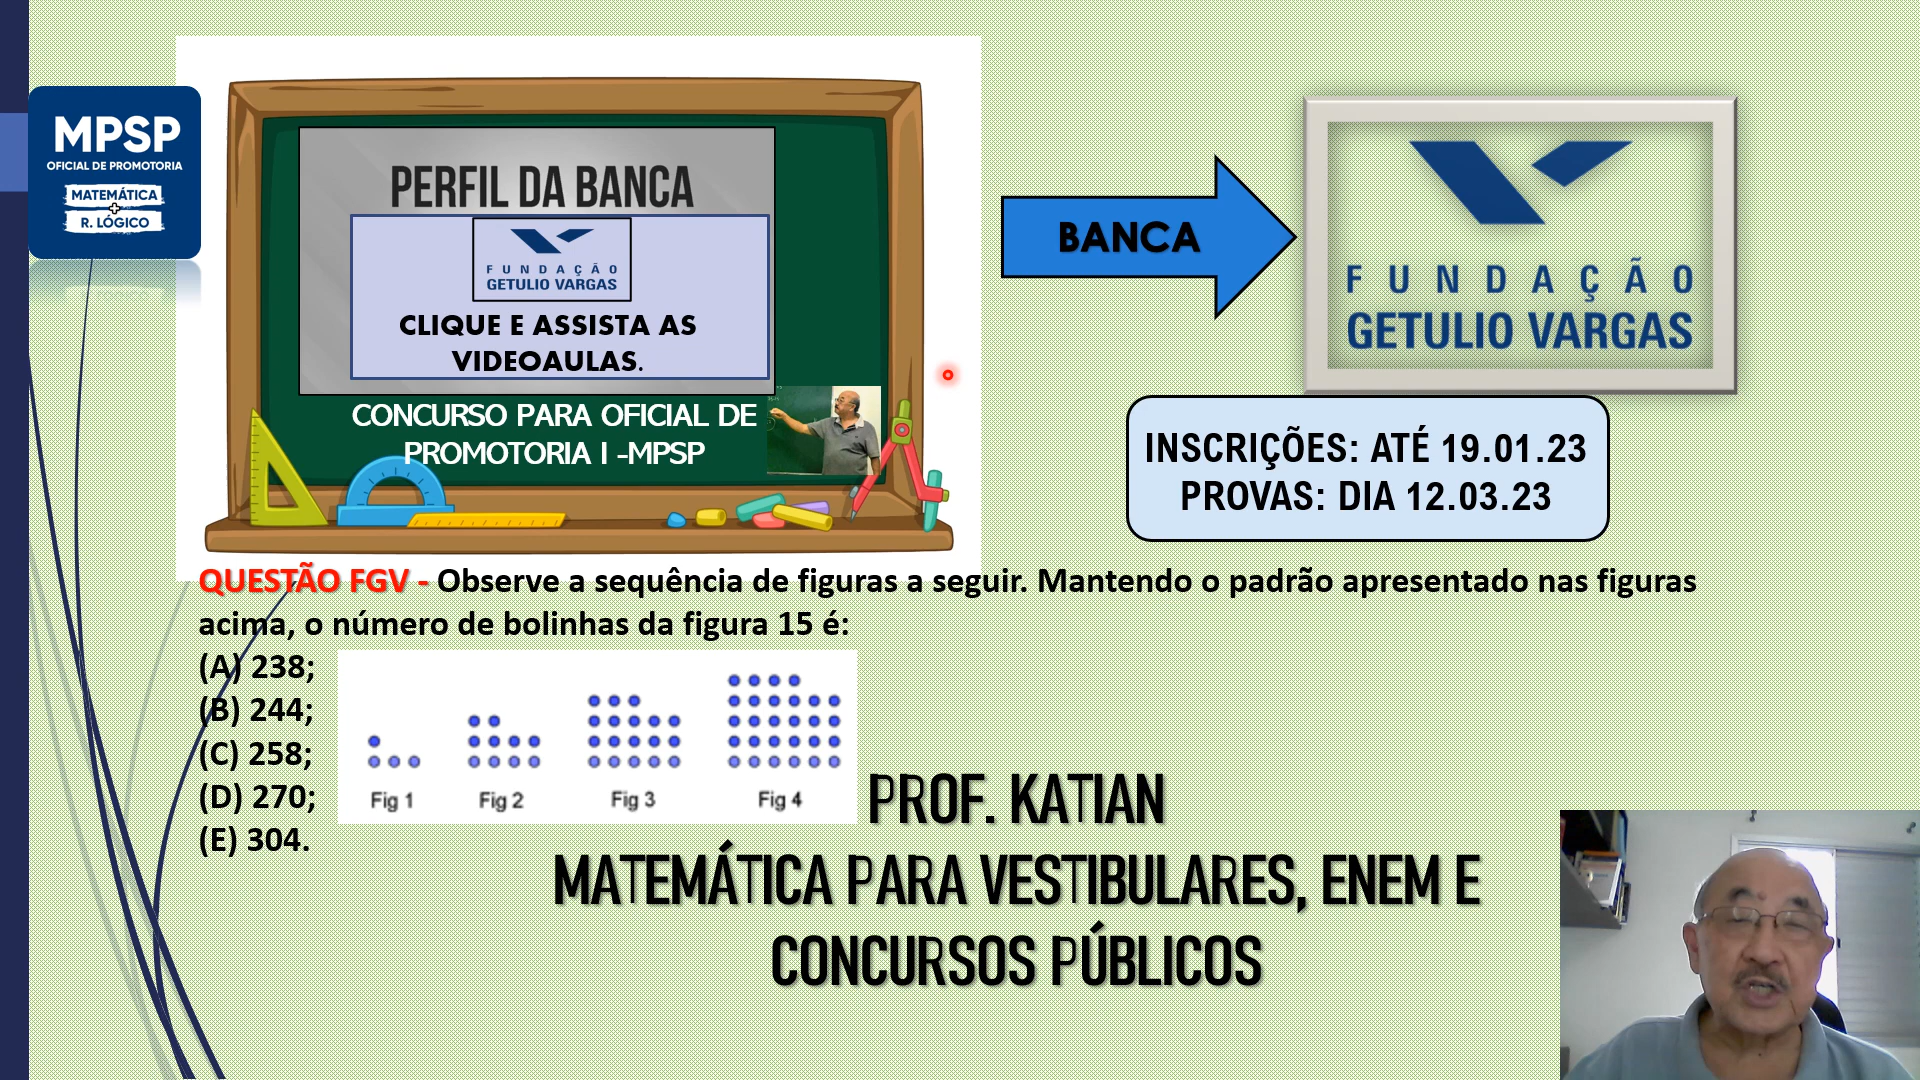 MPSP
OFICIAL DE PROMOTORIA
MATEMÁTICA
+
R. LÓGICO
PERFIL DA BANCA
FUNDAÇÃO
GETULIO VARGAS
CLIQUE E ASSISTA AS
VIDEOAULAS.
CONCURSO PARA OFICIAL DE
PROMOTORIA I -MPSP
BANCA
FUNDAÇÃO
GETULIO VARGAS
INSCRIÇÕES: ATÉ 19.01.23
PROVAS: DIA 12.03.23
QUESTÃO FGV - Observe a sequência de figuras a seguir. Mantendo o padrão apresentado nas figuras
acima, o número de bolinhas da figura 15 é:
(A) 238;
(B) 244;
(C) 258;
(D) 270;
(E) 304.
Fig 1
Fig 2
Fig 3
Fig 4
PROF. KATIAN
MATEMÁTICA PARA VESTIBULARES, ENEM E
CONCURSOS PÚBLICOS